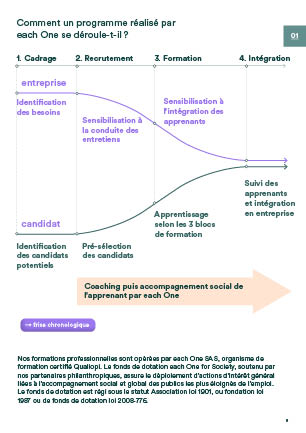 Comment un programme réalisé par
each One se déroule-t-il ?
01
1. Cadrage
2. Recrutement
3. Formation
4. Intégration
entreprise
Identification
des besoins
Sensibilisation à
la conduite des
entretiens
Sensibilisation à
l'intégration des
apprenants
Suivi des
apprenants
et intégration
en entreprise
candidat
Identification
des candidats
potentiels
Pré-sélection
des candidats
Apprentissage
selon les 3 blocs
de formation
Coaching puis accompagnement social de
l'apprenant par each One
→ frise chronologique
Nos formations professionnelles sont opérées par each One SAS, organisme de
formation certifié Qualiopi. Le fonds de dotation each One for Society, soutenu par
nos partenaires philanthropiques, assure le déploiement d'actions d'intérêt général
liées à l'accompagnement social et global des publics les plus éloignés de l'emploi.
Le fonds de dotation est régi sous le statut Association loi 1901, ou fondation loi
1987 ou de fonds de dotation loi 2008-776.